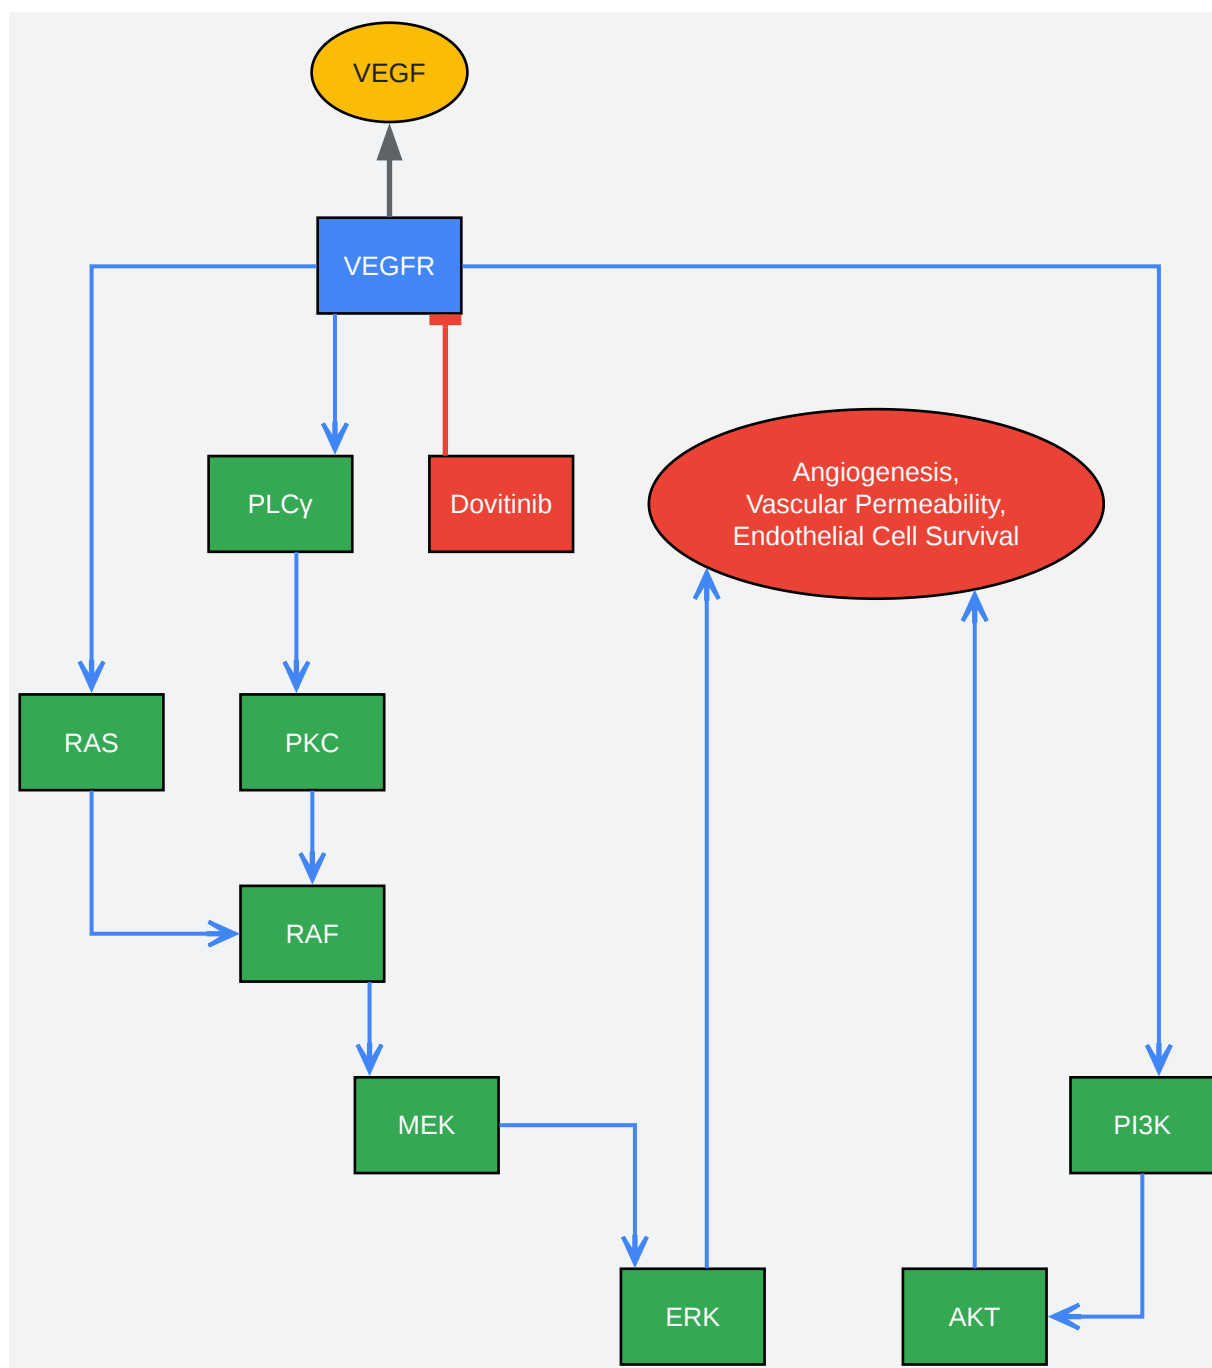 VEGF
VEGFR
PLCγ
Dovitinib
Angiogenesis,
Vascular Permeability,
Endothelial Cell Survival
RAS
PKC
RAF
MEK
PI3K
ERK
AKT